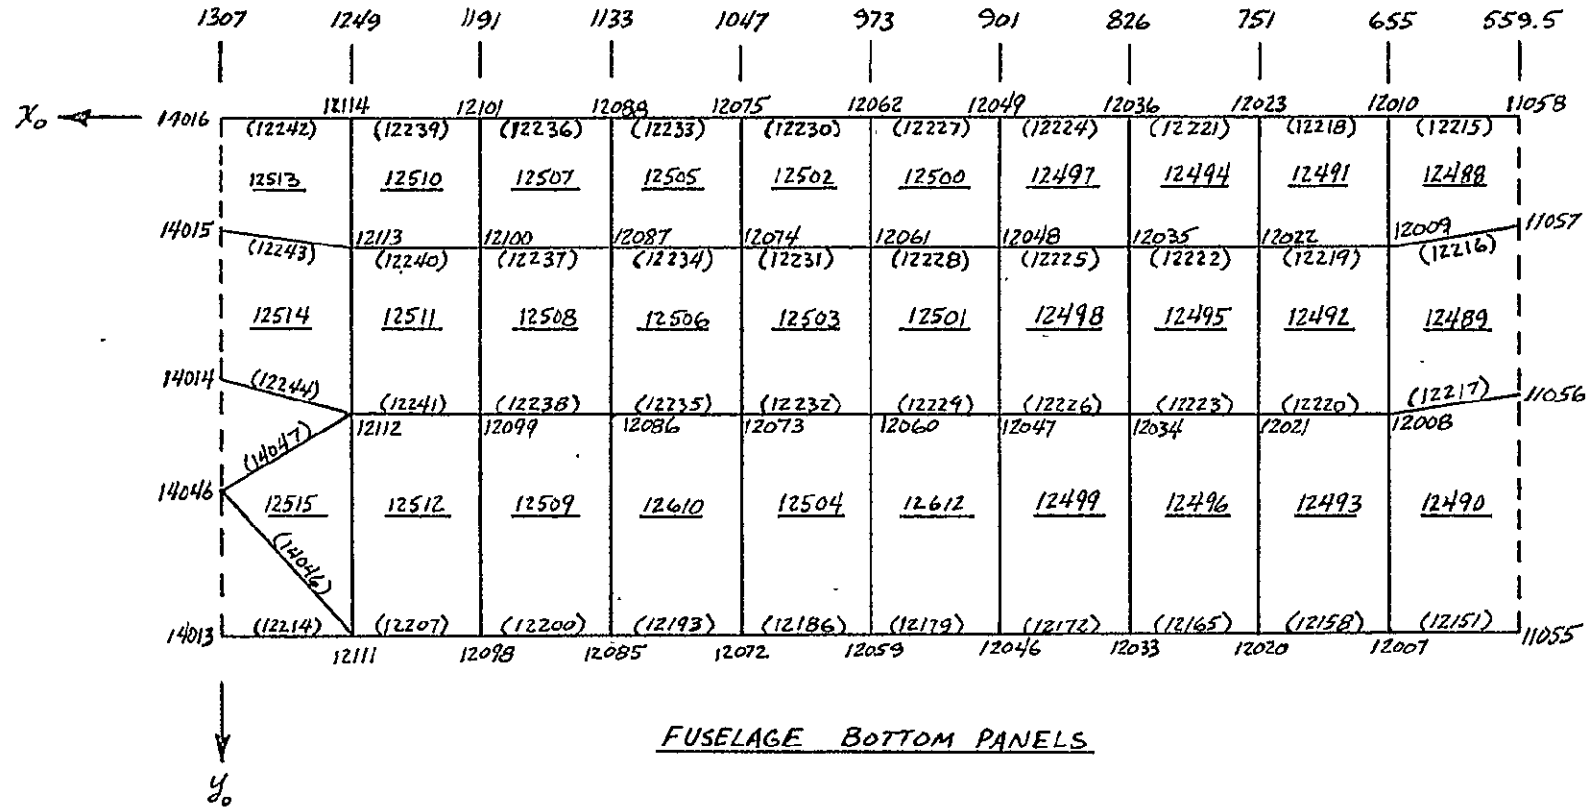 1307 1249 1191 1133 1047 973 901 826 751 655 559.5
X₀ 14016 12114 12101 12088 12075 12062 12049 12036 12023 12010 11058
(12242) (12239) (12236) (12233) (12230) (12227) (12224) (12221) (12218) (12215)
12513 12510 12507 12505 12502 12500 12497 12494 12491 12488
14015 12113 12100 12087 12074 12061 12048 12035 12022 12009 11057
(12243) (12240) (12237) (12234) (12231) (12228) (12225) (12222) (12219) (12216)
12514 12511 12508 12506 12503 12501 12498 12495 12492 12489
14014 (12244) (12241) (12238) (12235) (12232) (12229) (12226) (12223) (12220) (12217) 11056
(14047) 12112 12099 12086 12073 12060 12047 12034 12021 12008
14046 12515 12512 12509 12610 12504 12612 12499 12496 12493 12490
(14046)
14013 (12214) (12207) (12200) (12193) (12186) (12179) (12172) (12165) (12158) (12151) 11055
12111 12098 12085 12072 12059 12046 12033 12020 12007
FUSELAGE BOTTOM PANELS
y₀